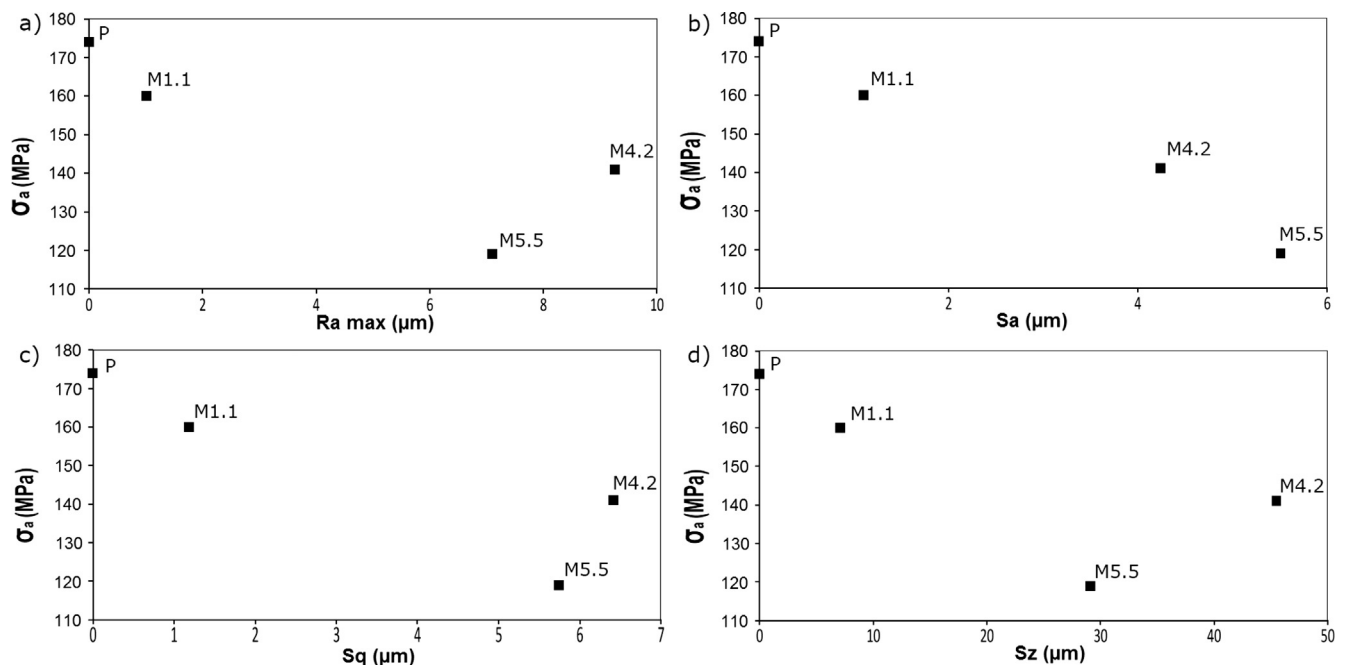 a)
180
170
160
150
140
130
120
110
σa (MPa)
P
M1.1
M4.2
M5.5
0 2 4 6 8 10
Ra max (µm)
b)
180
170
160
150
140
130
120
110
σa (MPa)
P
M1.1
M4.2
M5.5
0 2 4 6
Sa (µm)
c)
180
170
160
150
140
130
120
110
σa (MPa)
P
M1.1
M4.2
M5.5
0 1 2 3 4 5 6 7
Sq (µm)
d)
180
170
160
150
140
130
120
110
σa (MPa)
P
M1.1
M4.2
M5.5
0 10 20 30 40 50
Sz (µm)